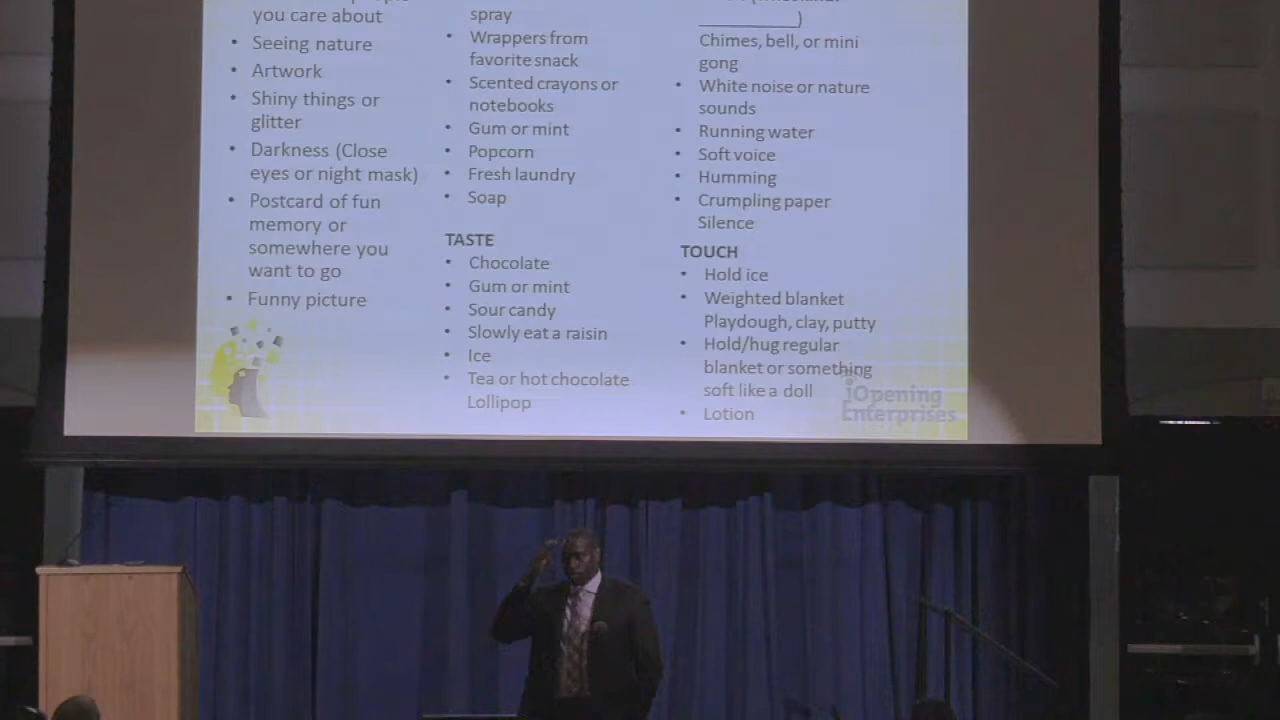 you care about
• Seeing nature
• Artwork
• Shiny things or
glitter
• Darkness (Close
eyes or night mask)
• Postcard of fun
memory or
somewhere you
want to go
• Funny picture
spray
• Wrappers from
favorite snack
• Scented crayons or
notebooks
• Gum or mint
• Popcorn
• Fresh laundry
• Soap
TASTE
• Chocolate
• Gum or mint
• Sour candy
• Slowly eat a raisin
• Ice
• Tea or hot chocolate
Lollipop
__________)
Chimes, bell, or mini
gong
• White noise or nature
sounds
• Running water
• Soft voice
• Humming
• Crumpling paper
Silence
TOUCH
• Hold ice
• Weighted blanket
Playdough, clay, putty
• Hold/hug regular
blanket or something
soft like a doll
• Lotion
iOpening
Enterprises